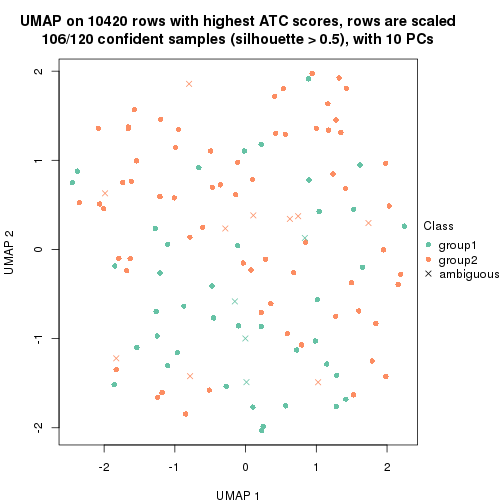 UMAP on 10420 rows with highest ATC scores, rows are scaled
106/120 confident samples (silhouette > 0.5), with 10 PCs
2
1
0
-1
-2
UMAP 2
-2
-1
0
1
2
UMAP 1
Class
group1
group2
ambiguous